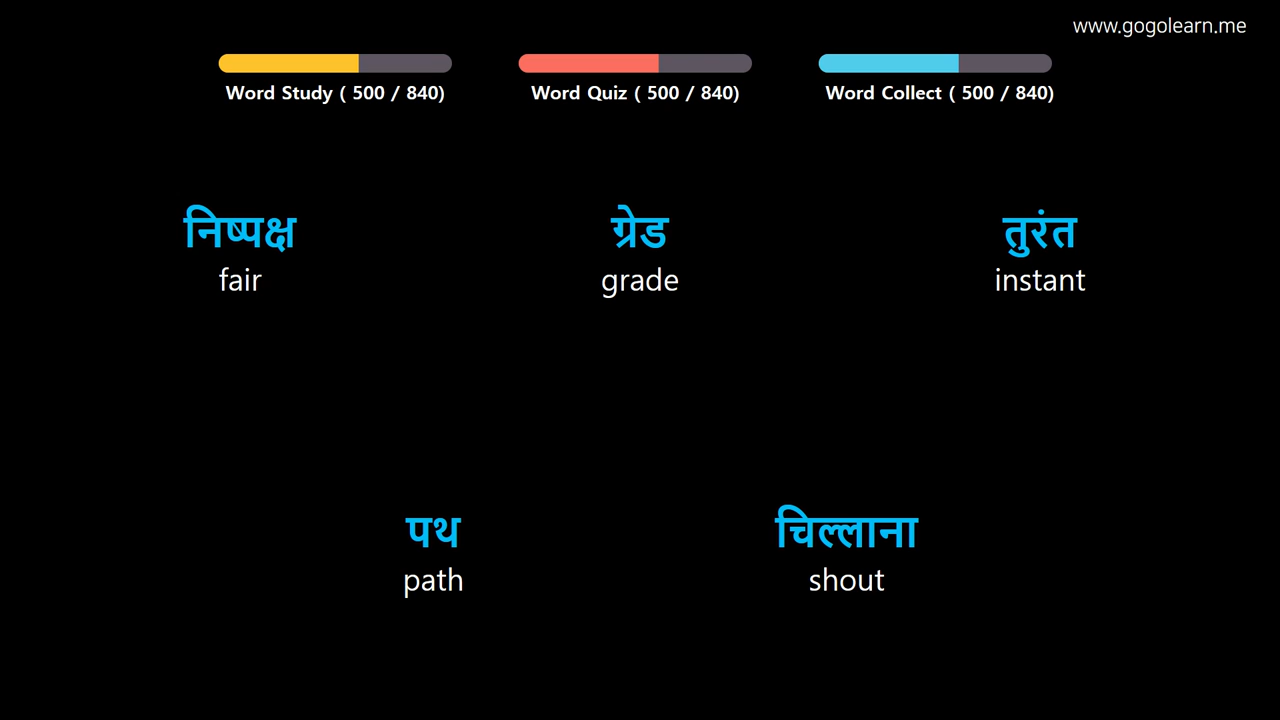 www.gogolearn.me
Word Study ( 500 / 840)
Word Quiz ( 500 / 840)
Word Collect ( 500 / 840)
निष्पक्ष
fair
ग्रेड
grade
तुरंत
instant
पथ
path
चिल्लाना
shout